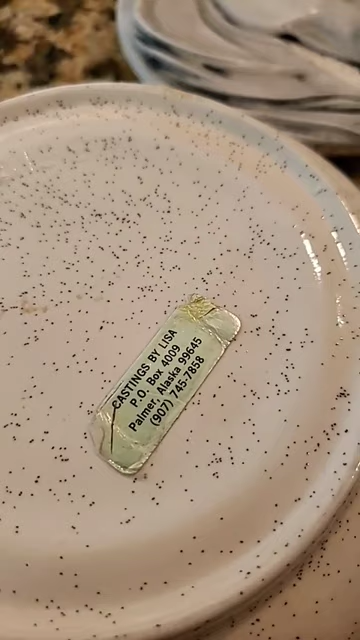 CASTINGS BY LISA
P.O. Box 4009
Palmer, Alaska 99645
(907) 745-7858